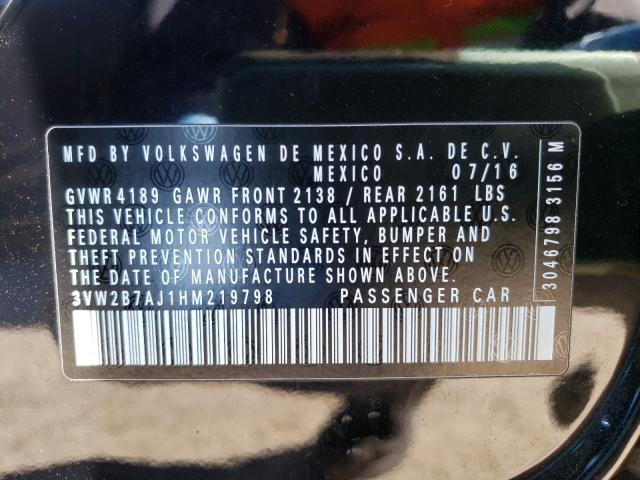 MFD BY VOLKSWAGEN DE MEXICO S.A. DE C.V.
MEXICO 07/16
GVWR 4189 GAWR FRONT 2138 / REAR 2161 LBS
THIS VEHICLE CONFORMS TO ALL APPLICABLE U.S.
FEDERAL MOTOR VEHICLE SAFETY, BUMPER AND
THEFT PREVENTION STANDARDS IN EFFECT ON
THE DATE OF MANUFACTURE SHOWN ABOVE.
3VW2B7AJ1HM219798 PASSENGER CAR
3046798 3156 M